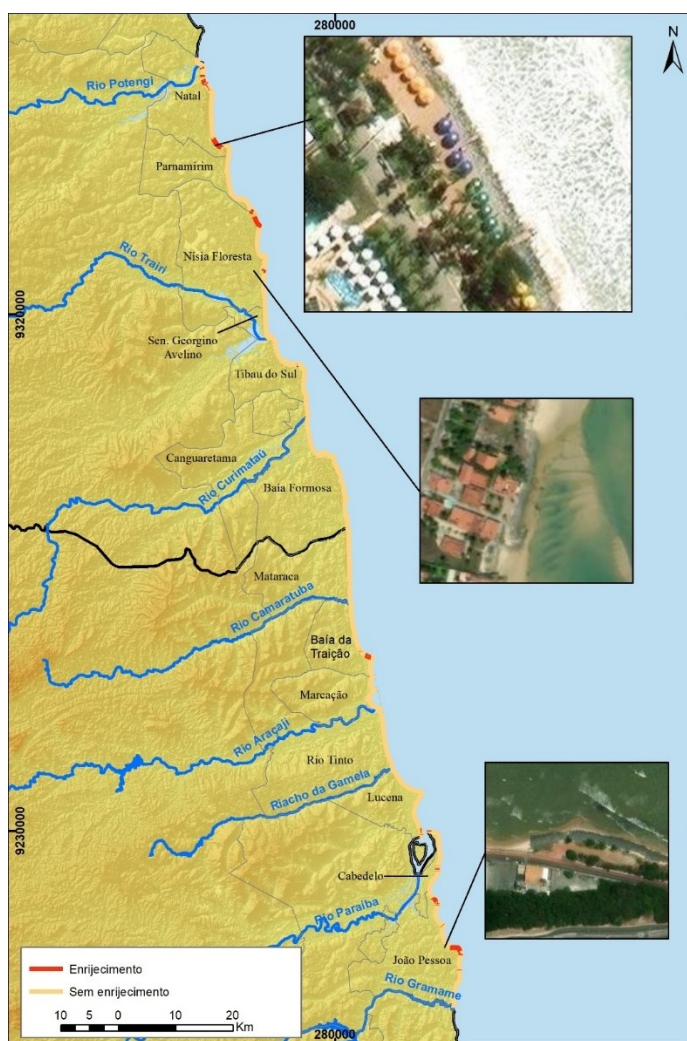 280000
N
Rio Potengi
Natal
Parnamirim
Nísia Floresta
Rio Trairi
9320000
Sen. Georgino
Avelino
Tibau do Sul
Canguaretama
Rio Curimataú
Baía Formosa
Mataraca
Rio Camaratuba
Baía da
Traição
Marcação
Rio Araçaji
Rio Tinto
Riacho da Gamela
Lucena
9230000
Cabedelo
Rio Paraíba
João Pessoa
Rio Gramame
Enrijecimento
Sem enrijecimento
10 5 0 10 20
Km
280000